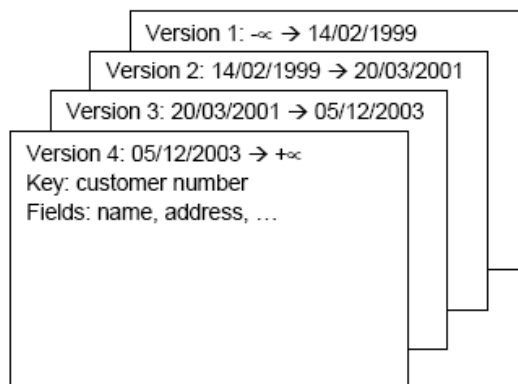 Version 1: -∝ → 14/02/1999
Version 2: 14/02/1999 → 20/03/2001
Version 3: 20/03/2001 → 05/12/2003
Version 4: 05/12/2003 → +∝
Key: customer number
Fields: name, address, …